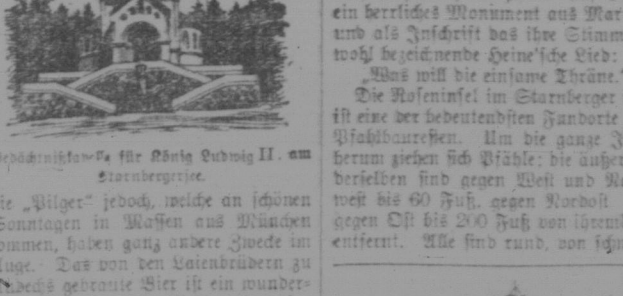 Gedächtnißkapelle für König Ludwig II. am
Starnbergersee.
ie „Pilger" jedoch, welche an schönen
Sonntagen in Massen aus München
ommen, haben ganz andere Zwecke im
luge. Das von den Laienbrüdern zu
Andechs gebraute Bier ist ein wunder-
ein herrliches Monument aus Mar
und als Inschrift das ihre Stimm
wohl bezeichnende Heine'sche Lied:
„Was will die einsame Thräne."
Die Roseninsel im Starnberger
ist eine der bedeutendsten Fundorte
Pfahlbauresten. Um die ganze I
herum ziehen sich Pfähle; die äußer
derselben sind gegen West und No
west bis 60 Fuß, gegen Nordost
gegen Ost bis 200 Fuß von ihrem
entfernt. Alle sind rund, von schn